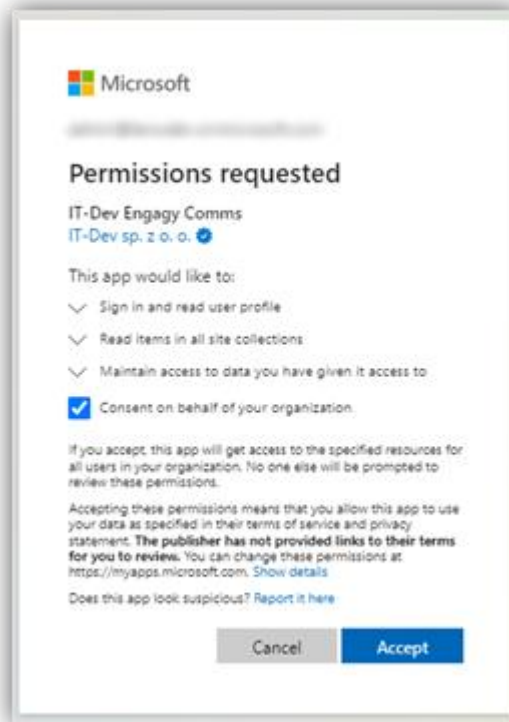 Microsoft
Permissions requested
IT-Dev Engagy Comms
IT-Dev sp. z o. o.
This app would like to:
Sign in and read user profile
Read items in all site collections
Maintain access to data you have given it access to
Consent on behalf of your organization
If you accept, this app will get access to the specified resources for
all users in your organization. No one else will be prompted to
review these permissions.
Accepting these permissions means that you allow this app to use
your data as specified in their terms of service and privacy
statement. The publisher has not provided links to their terms
for you to review. You can change these permissions at
https://myapps.microsoft.com. Show details
Does this app look suspicious? Report it here
Cancel
Accept